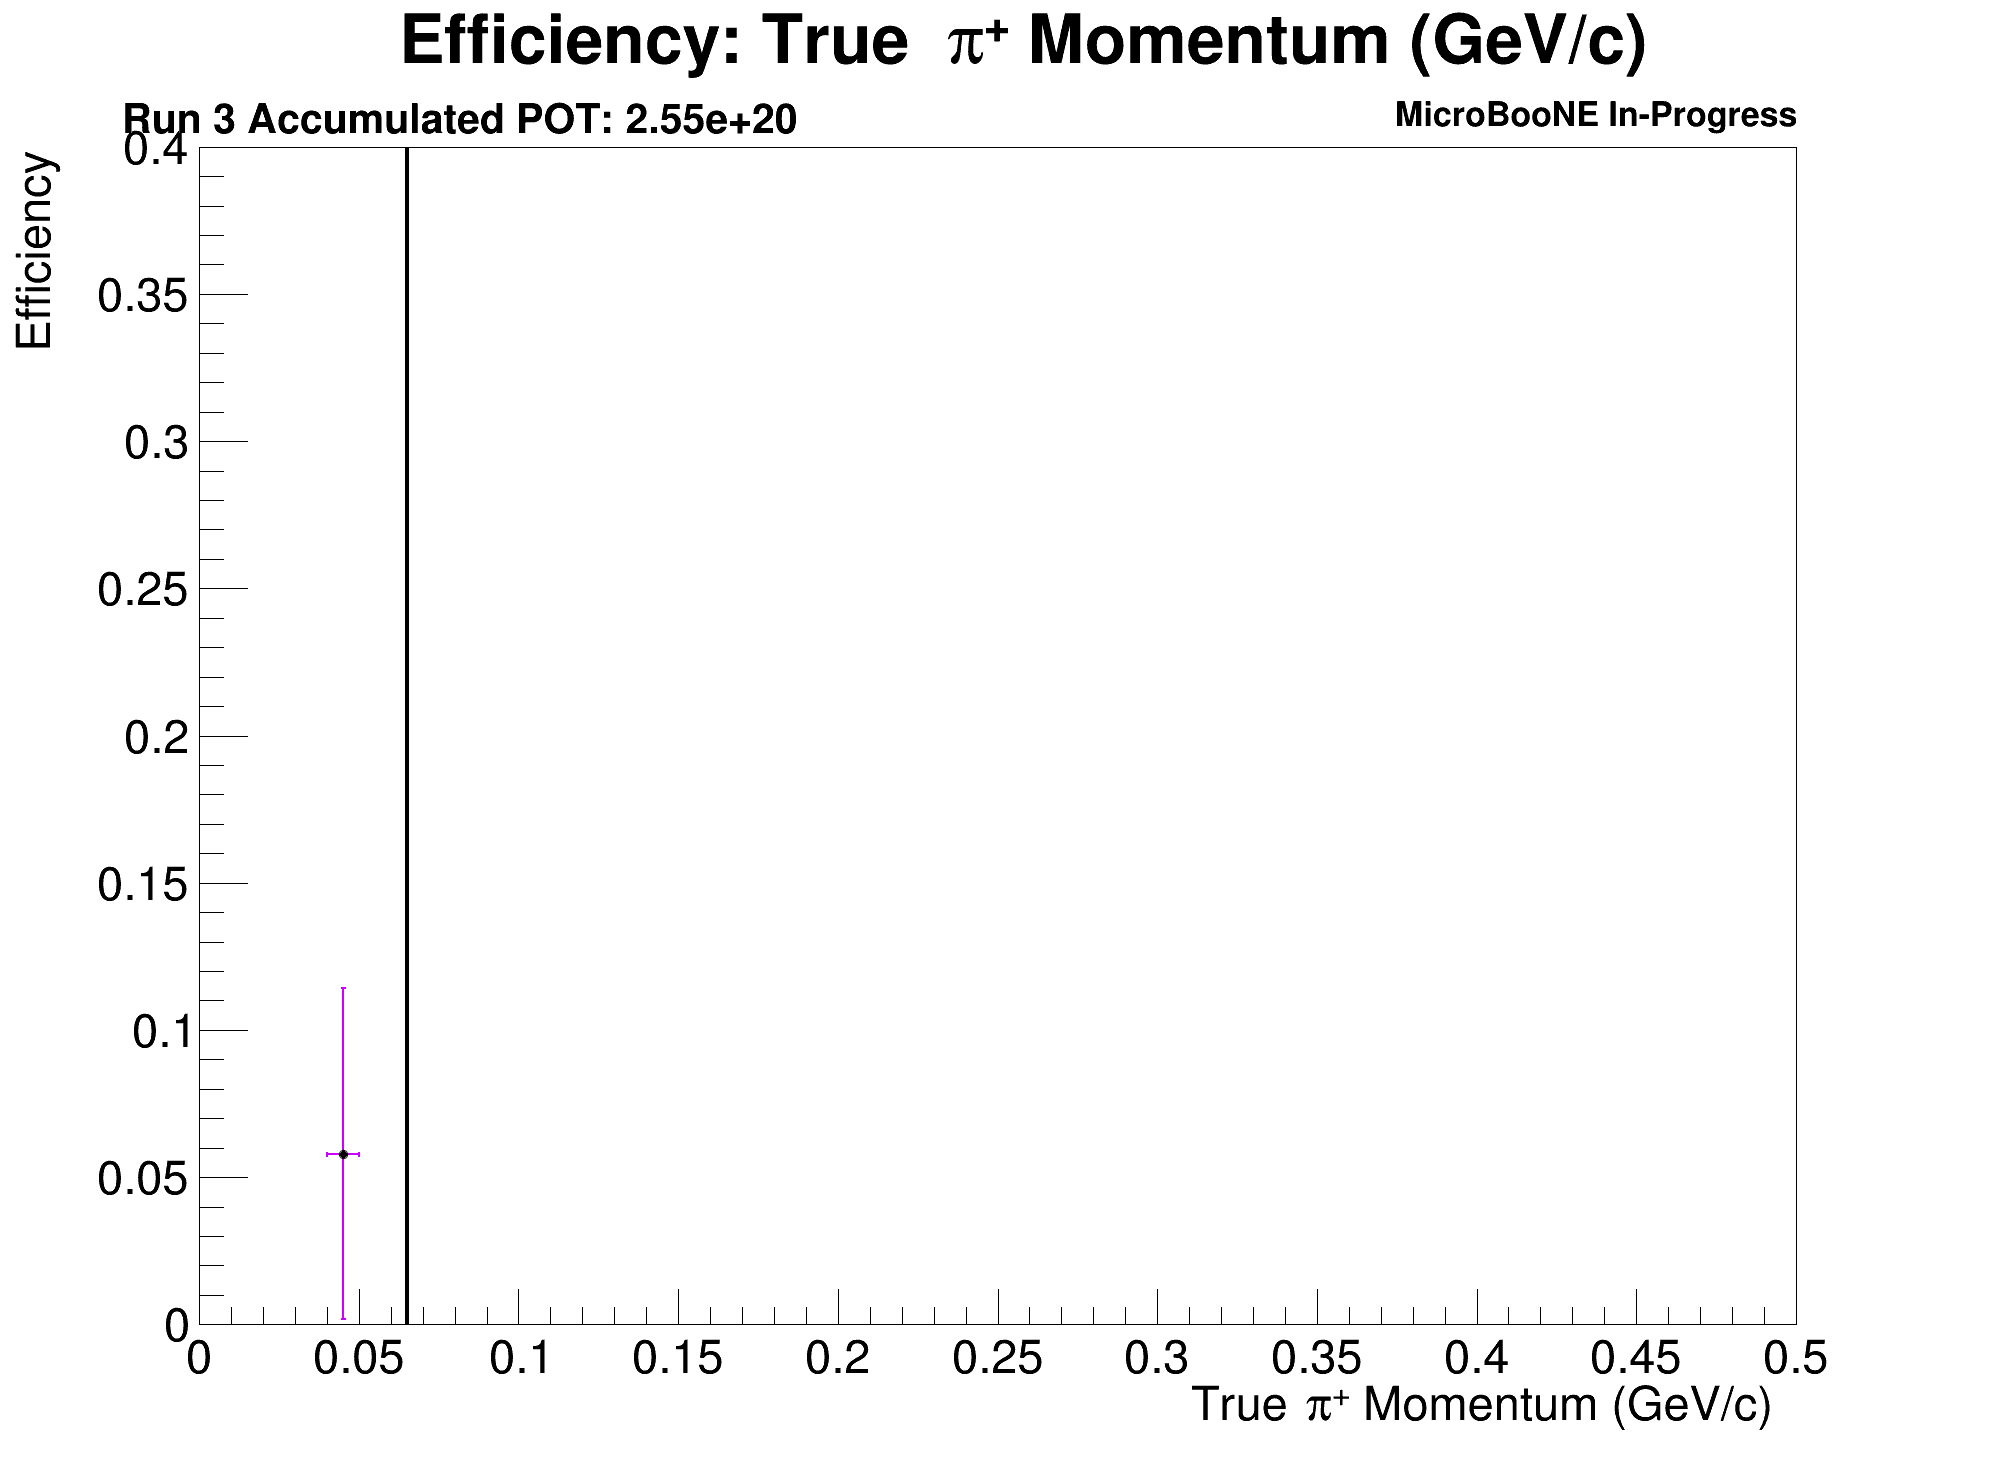 Efficiency: True π⁺ Momentum (GeV/c)
Run 3 Accumulated POT: 2.55e+20
MicroBooNE In-Progress
Efficiency
0.4
0.35
0.3
0.25
0.2
0.15
0.1
0.05
0
0 0.05 0.1 0.15 0.2 0.25 0.3 0.35 0.4 0.45 0.5
True π⁺ Momentum (GeV/c)